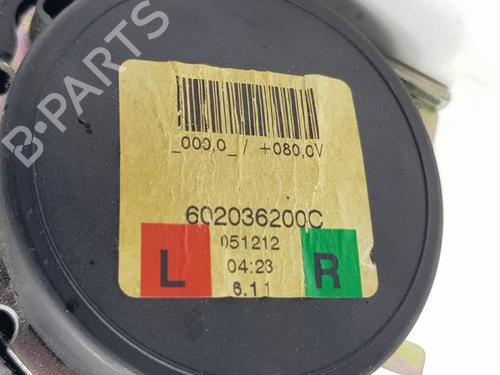 B-PARTS
_000,0_ / +080,0V
602036200C
051212
04:23
6.11
L
R